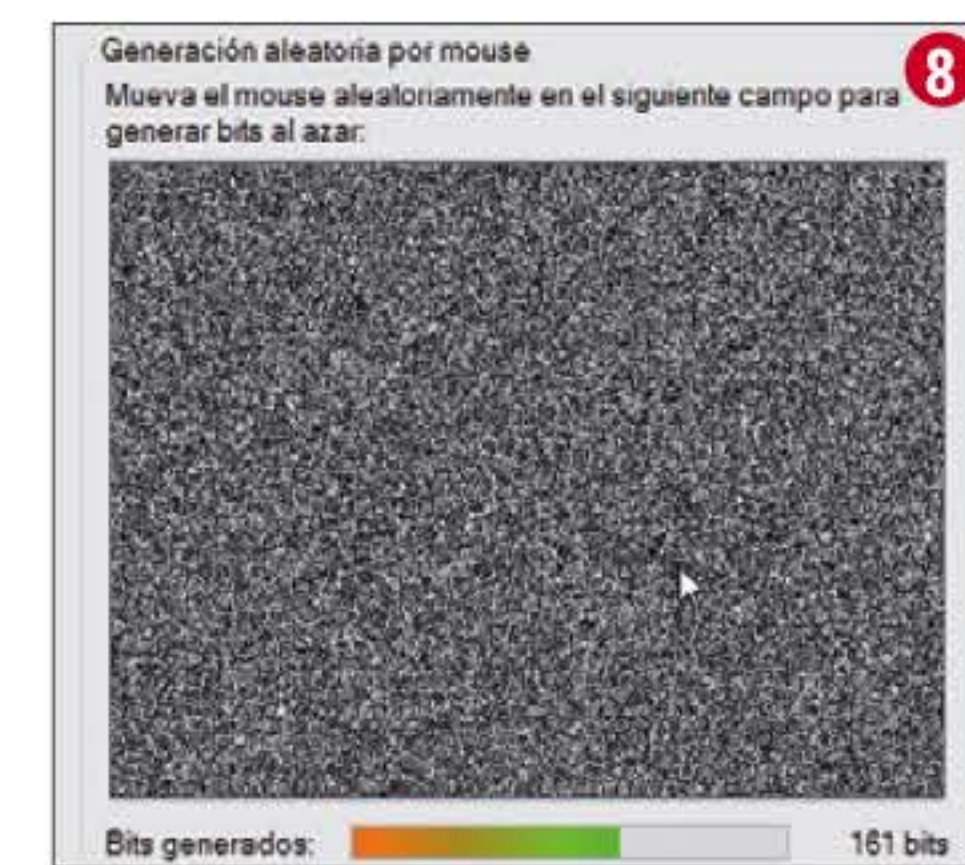 Generación aleatoria por mouse
8
Mueva el mouse aleatoriamente en el siguiente campo para
generar bits al azar:
Bits generados: 161 bits